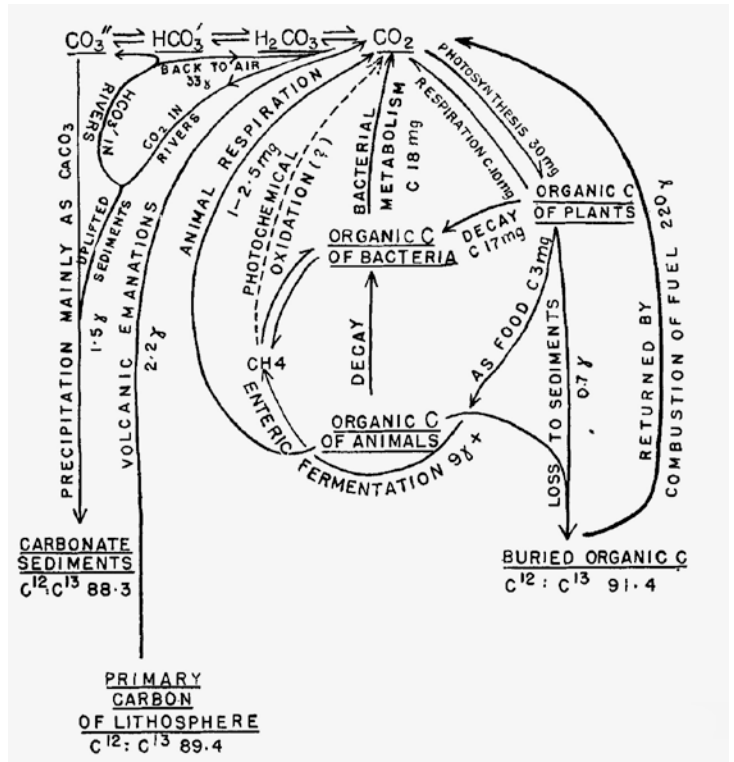 CO3″ ⇌ HCO3′ ⇌ H2CO3 ⇌ CO2
BACK TO AIR
33γ
HCO3′ IN
RIVERS
CO2 IN
RIVERS
UPLIFTED
SEDIMENTS
1·5γ
PRECIPITATION MAINLY AS CACO3
VOLCANIC EMANATIONS
2.2γ
ANIMAL RESPIRATION
1–2·5mg
PHOTOCHEMICAL
OXIDATION(?)
BACTERIAL
METABOLISM
C 18mg
PHOTOSYNTHESIS 30mg
RESPIRATION C.10mg
ORGANIC C
OF PLANTS
DECAY
C 17mg
ORGANIC C
OF BACTERIA
AS FOOD C 3mg
CH4
DECAY
ORGANIC C
OF ANIMALS
ENTERIC
FERMENTATION 9γ+
LOSS TO SEDIMENTS
0.7γ
RETURNED BY
COMBUSTION OF FUEL 220γ
CARBONATE
SEDIMENTS
C12:C13 88·3
BURIED ORGANIC C
C12 : C13 91.4
PRIMARY
CARBON
OF LITHOSPHERE
C12: C13 89.4